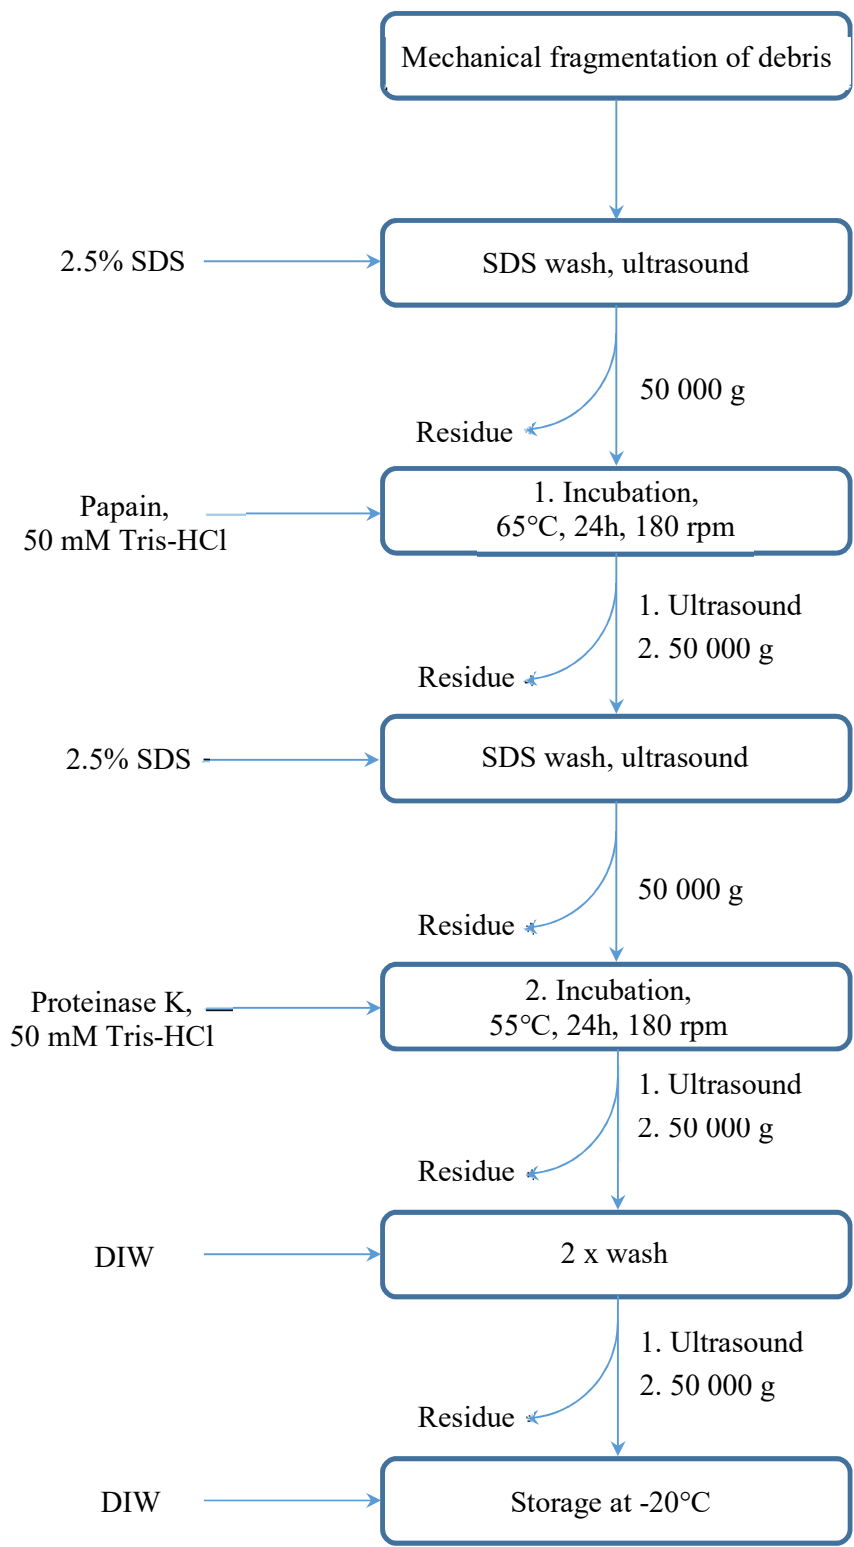 Mechanical fragmentation of debris
2.5% SDS
SDS wash, ultrasound
50 000 g
Residue
Papain,
50 mM Tris-HCl
1. Incubation,
65°C, 24h, 180 rpm
1. Ultrasound
2. 50 000 g
Residue
2.5% SDS
SDS wash, ultrasound
50 000 g
Residue
Proteinase K,
50 mM Tris-HCl
2. Incubation,
55°C, 24h, 180 rpm
1. Ultrasound
2. 50 000 g
Residue
DIW
2 x wash
1. Ultrasound
2. 50 000 g
Residue
DIW
Storage at -20°C